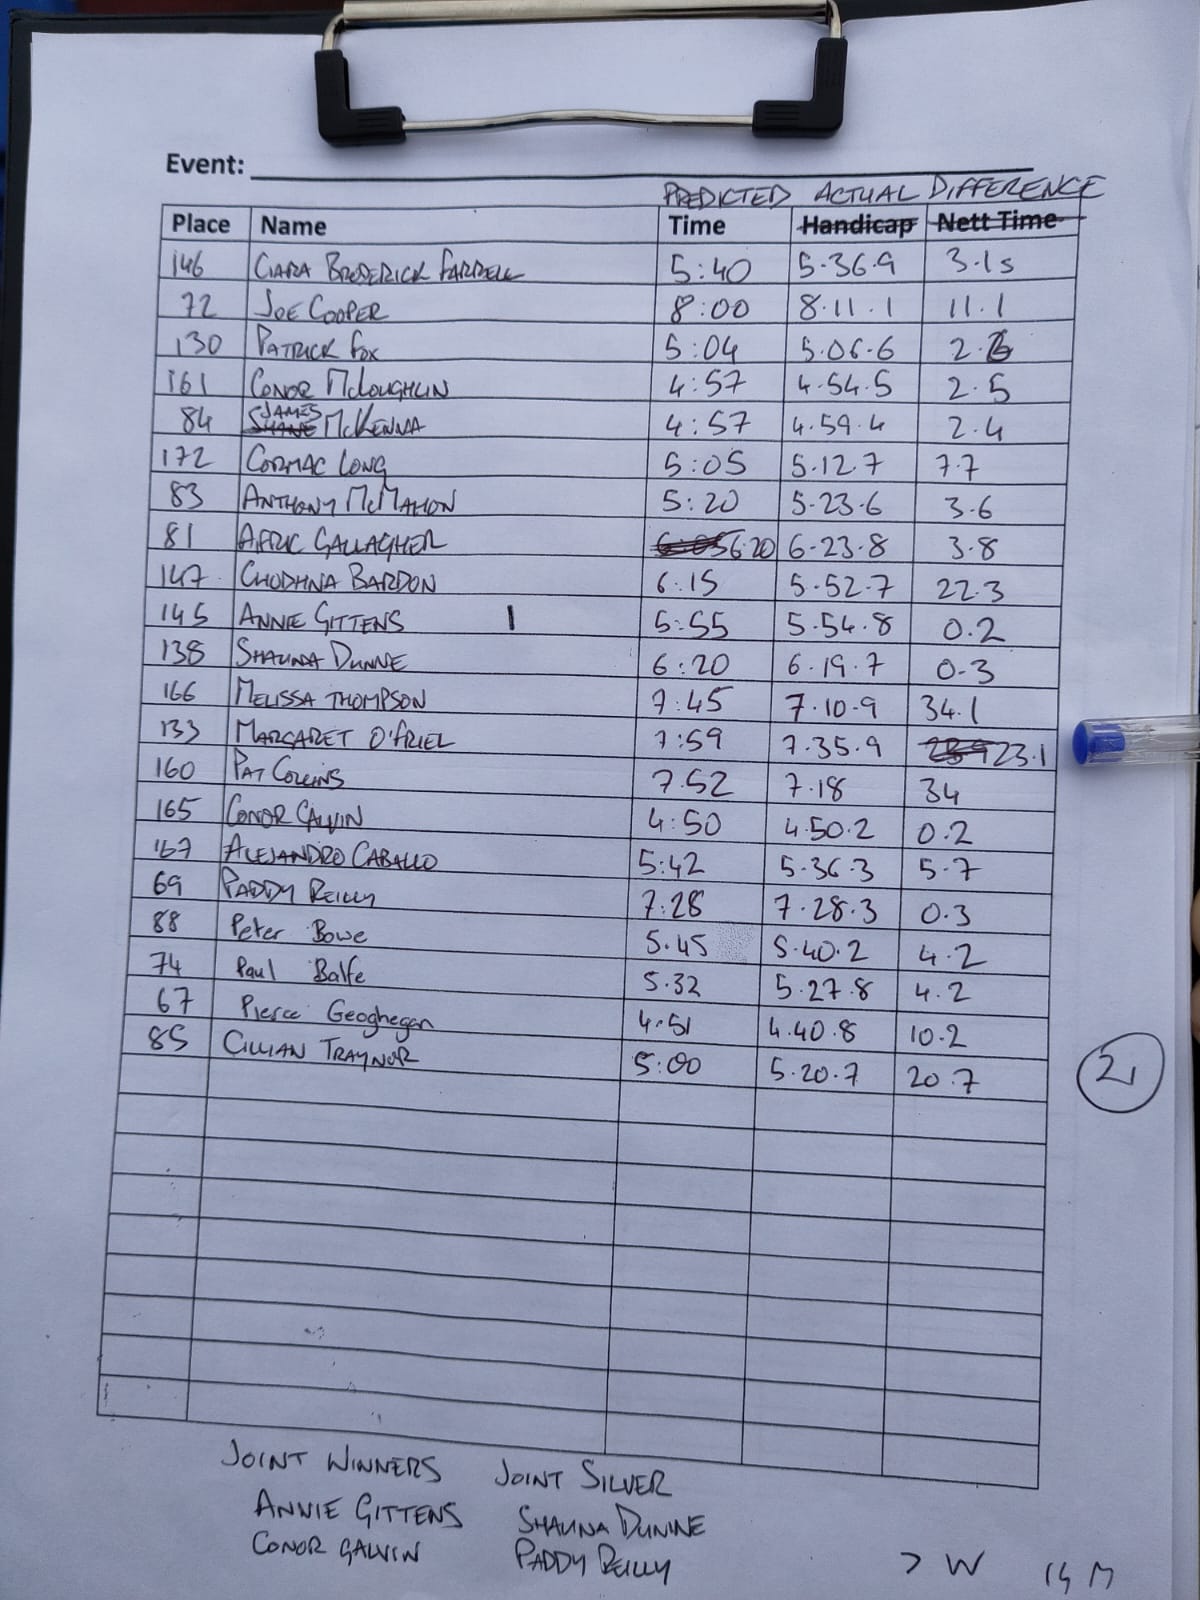 Event:
PREDICTED ACTUAL DIFFERENCE
Place Name Time Handicap Nett Time
146 CIARA BRODERICK FARRELL 5:40 5.36.9 3.1s
72 JOE COOPER 8:00 8.11.1 11.1
130 PATRICK FOX 5:04 5.06.6 2.6
161 CONOR McLOUGHLIN 4:57 4.54.5 2.5
84 SHANE JAMES McKENNA 4:57 4.59.4 2.4
172 CORMAC LONG 5:05 5.12.7 7.7
83 ANTHONY McMAHON 5:20 5.23.6 3.6
81 AFRIC GALLAGHER 6:05 6.20 6.23.8 3.8
147 CHODHNA BARDON 6:15 5.52.7 22.3
145 ANNIE GITTENS 5:55 5.54.8 0.2
138 SHAUNA DUNNE 6:20 6.19.7 0.3
166 MELISSA THOMPSON 7:45 7.10.9 34.1
133 MARGARET O'FRIEL 7:59 7.35.9 23.1
160 PAT COLLINS 7.52 7.18 34
165 CONOR GALVIN 4:50 4.50.2 0.2
167 ALEJANDRO CABALLO 5:42 5.36.3 5.7
69 PADDY REILLY 7:28 7.28.3 0.3
88 Peter Bowe 5.45 5.40.2 4.2
74 Paul Balfe 5.32 5.27.8 4.2
67 Pierce Geoghegan 4.51 4.40.8 10.2
85 CILLIAN TRAYNOR 5:00 5.20.7 20.7
21
JOINT WINNERS JOINT SILVER
ANNIE GITTENS SHAUNA DUNNE
CONOR GALVIN PADDY REILLY
7 W 14 M